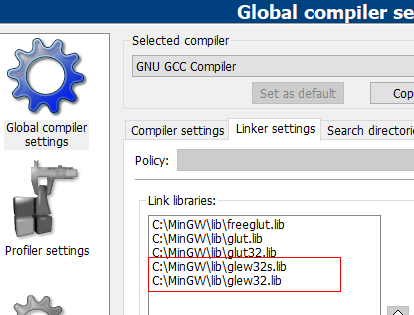 Global compiler se
Selected compiler
GNU GCC Compiler
Set as default
Cop
Global compiler
settings
Compiler settings
Linker settings
Search directorie
Policy:
Profiler settings
Link libraries:
C:\MinGW\lib\freeglut.lib
C:\MinGW\lib\glut.lib
C:\MinGW\lib\glut32.lib
C:\MinGW\lib\glew32s.lib
C:\MinGW\lib\glew32.lib